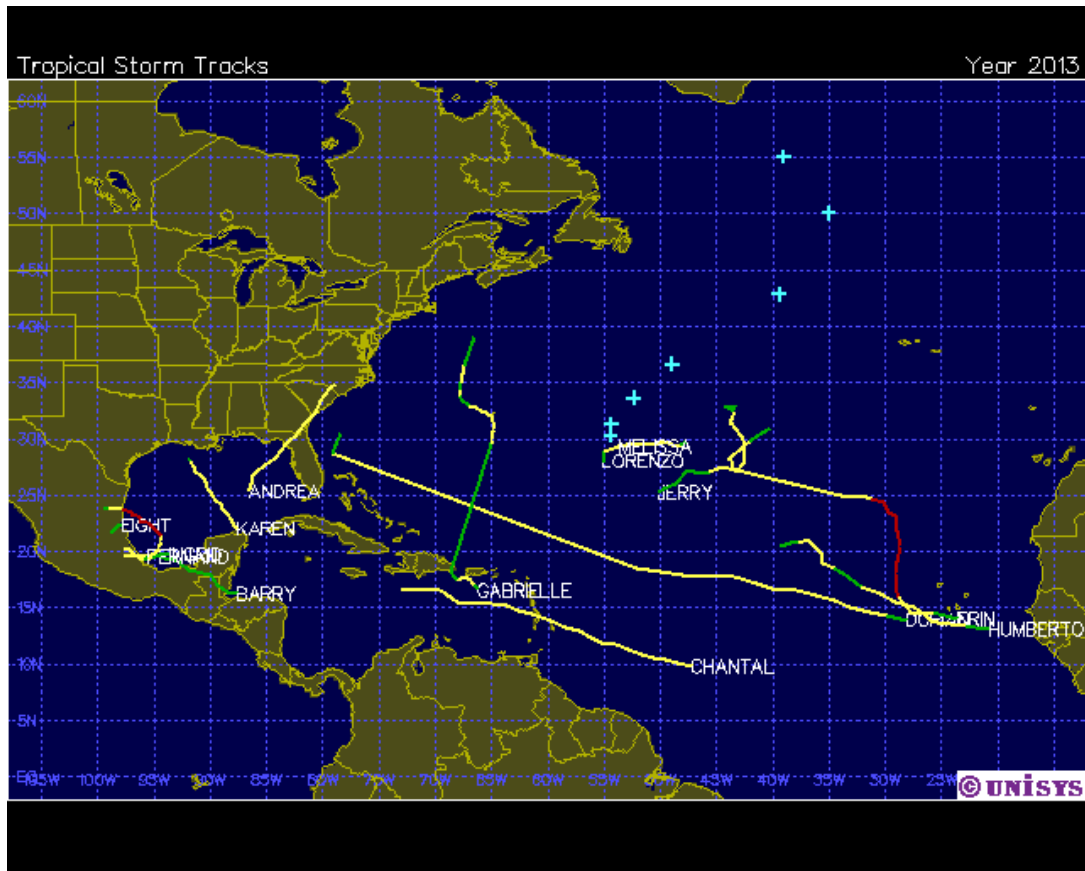 Tropical Storm Tracks
Year 2013
60N
55N
50N
45N
40N
35N
30N
25N
20N
15N
10N
5N
MELISSA
LORENZO
JERRY
ANDREA
EIGHT
KAREN
FERNAND
BARRY
GABRIELLE
ERIN
HUMBERTO
CHANTAL
100W 95W 90W 85W 80W 75W 70W 65W 60W 55W 50W 45W 40W 35W 30W 25W
© UNISYS